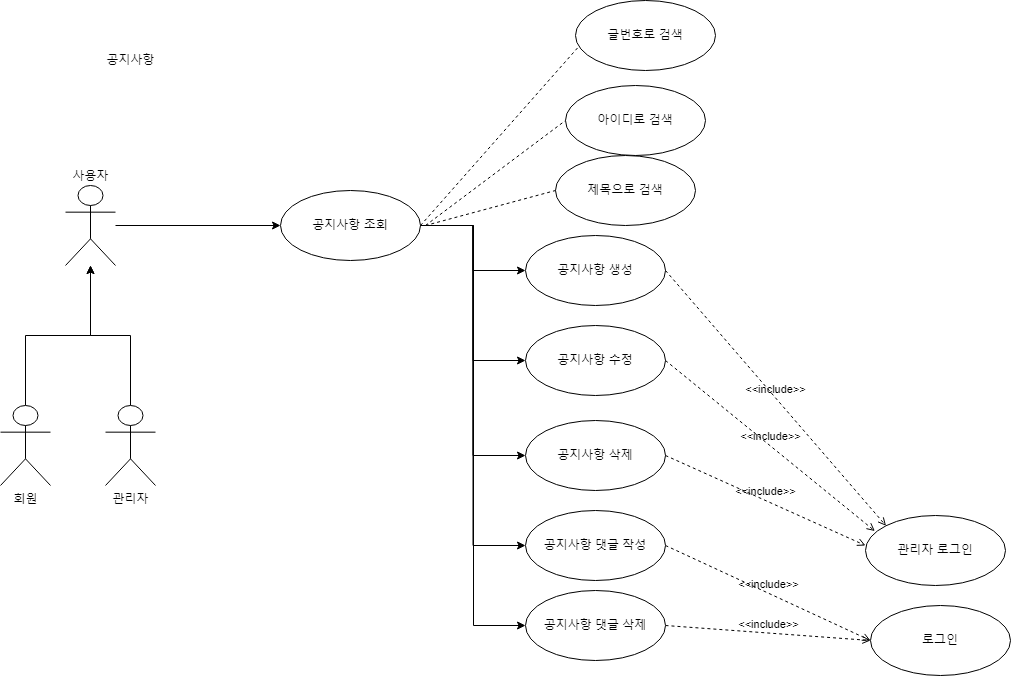 공지사항
글번호로 검색
아이디로 검색
제목으로 검색
사용자
공지사항 조회
공지사항 생성
공지사항 수정
공지사항 삭제
공지사항 댓글 작성
공지사항 댓글 삭제
<<include>>
<<include>>
<<include>>
<<include>>
<<include>>
회원
관리자
관리자 로그인
로그인